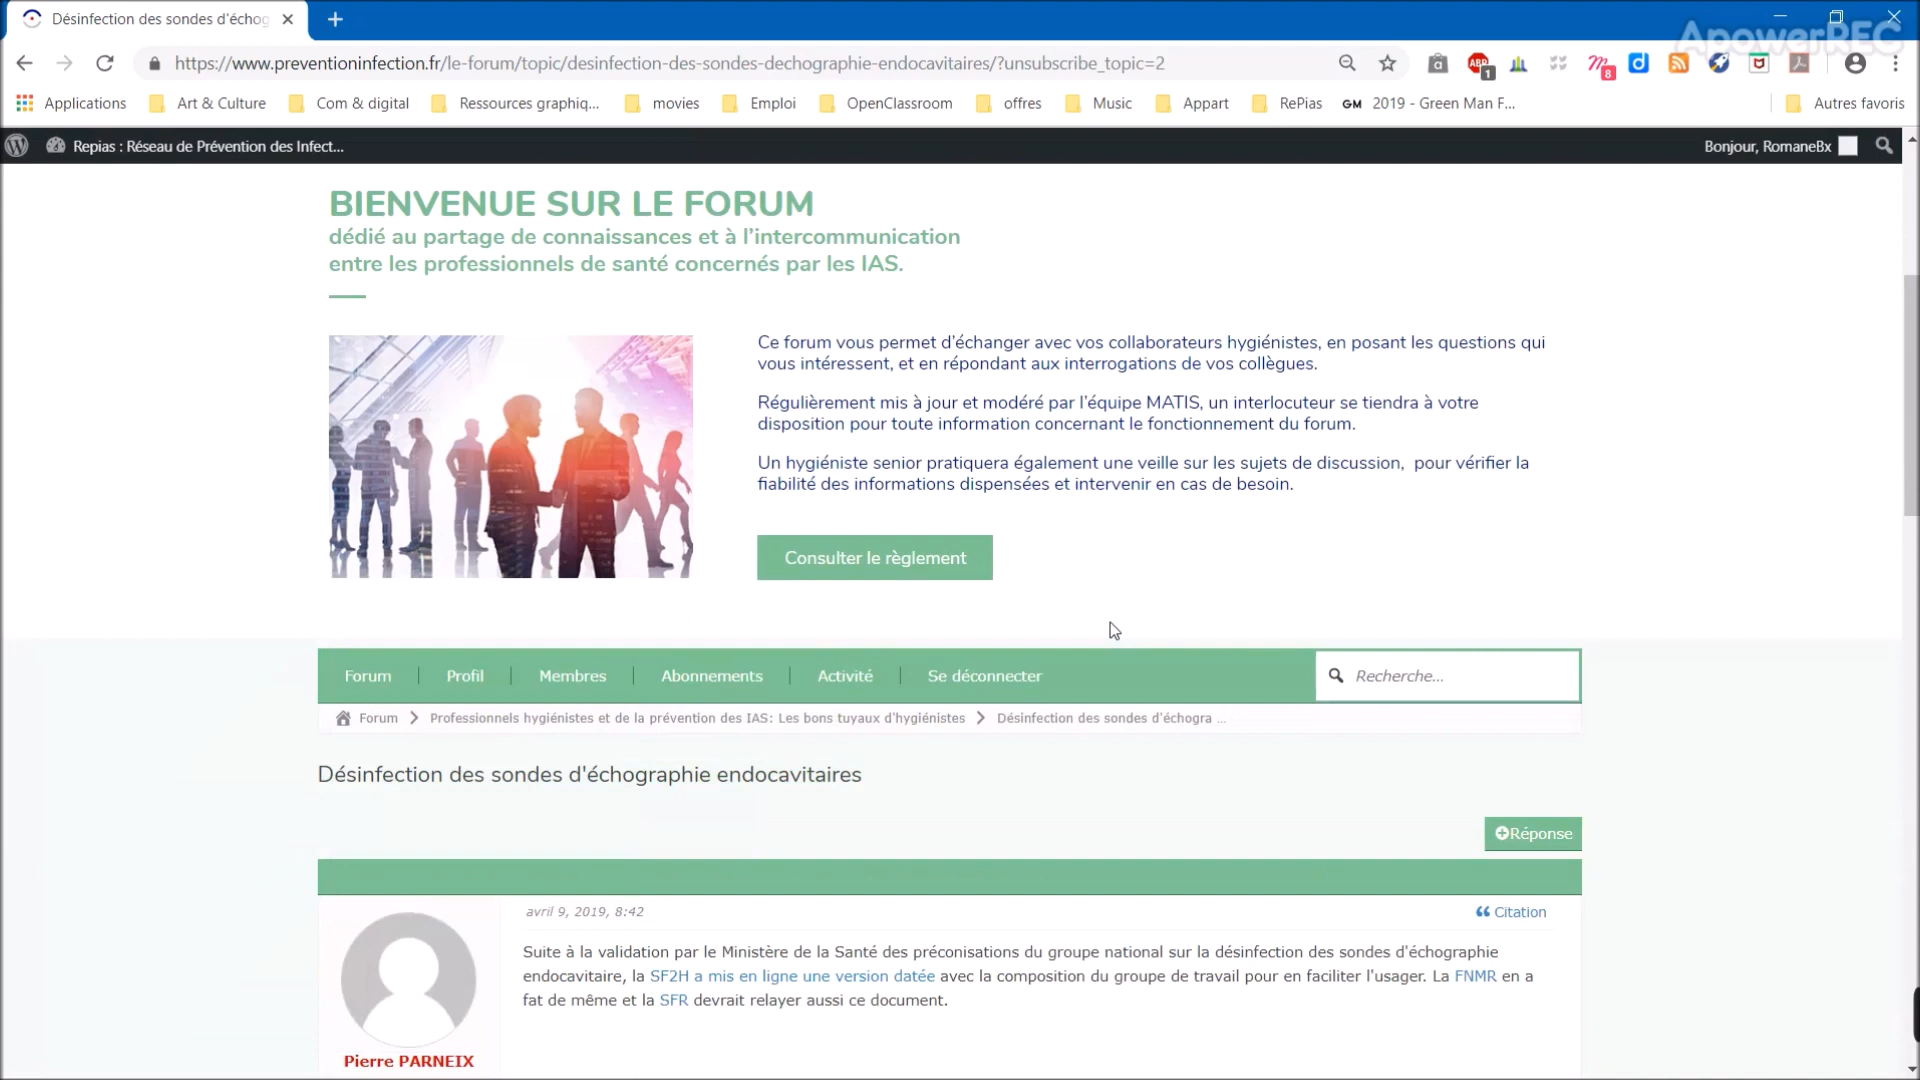 Désinfection des sondes d'échog
ApowerREC
https://www.preventioninfection.fr/le-forum/topic/desinfection-des-sondes-dechographie-endocavitaires/?unsubscribe_topic=2
ABP 1 8
Applications Art & Culture Com & digital Ressources graphiq... movies Emploi OpenClassroom offres Music Appart RePias GM 2019 - Green Man F... Autres favoris
Repias : Réseau de Prévention des Infect... Bonjour, RomaneBx
BIENVENUE SUR LE FORUM
dédié au partage de connaissances et à l'intercommunication
entre les professionnels de santé concernés par les IAS.
Ce forum vous permet d'échanger avec vos collaborateurs hygiénistes, en posant les questions qui
vous intéressent, et en répondant aux interrogations de vos collègues.
Régulièrement mis à jour et modéré par l'équipe MATIS, un interlocuteur se tiendra à votre
disposition pour toute information concernant le fonctionnement du forum.
Un hygiéniste senior pratiquera également une veille sur les sujets de discussion, pour vérifier la
fiabilité des informations dispensées et intervenir en cas de besoin.
Consulter le règlement
Forum Profil Membres Abonnements Activité Se déconnecter Recherche...
Forum Professionnels hygiénistes et de la prévention des IAS: Les bons tuyaux d'hygiénistes Désinfection des sondes d'échogra ...
Désinfection des sondes d'échographie endocavitaires
Réponse
avril 9, 2019, 8:42 Citation
Suite à la validation par le Ministère de la Santé des préconisations du groupe national sur la désinfection des sondes d'échographie
endocavitaire, la SF2H a mis en ligne une version datée avec la composition du groupe de travail pour en faciliter l'usager. La FNMR en a
fat de même et la SFR devrait relayer aussi ce document.
Pierre PARNEIX